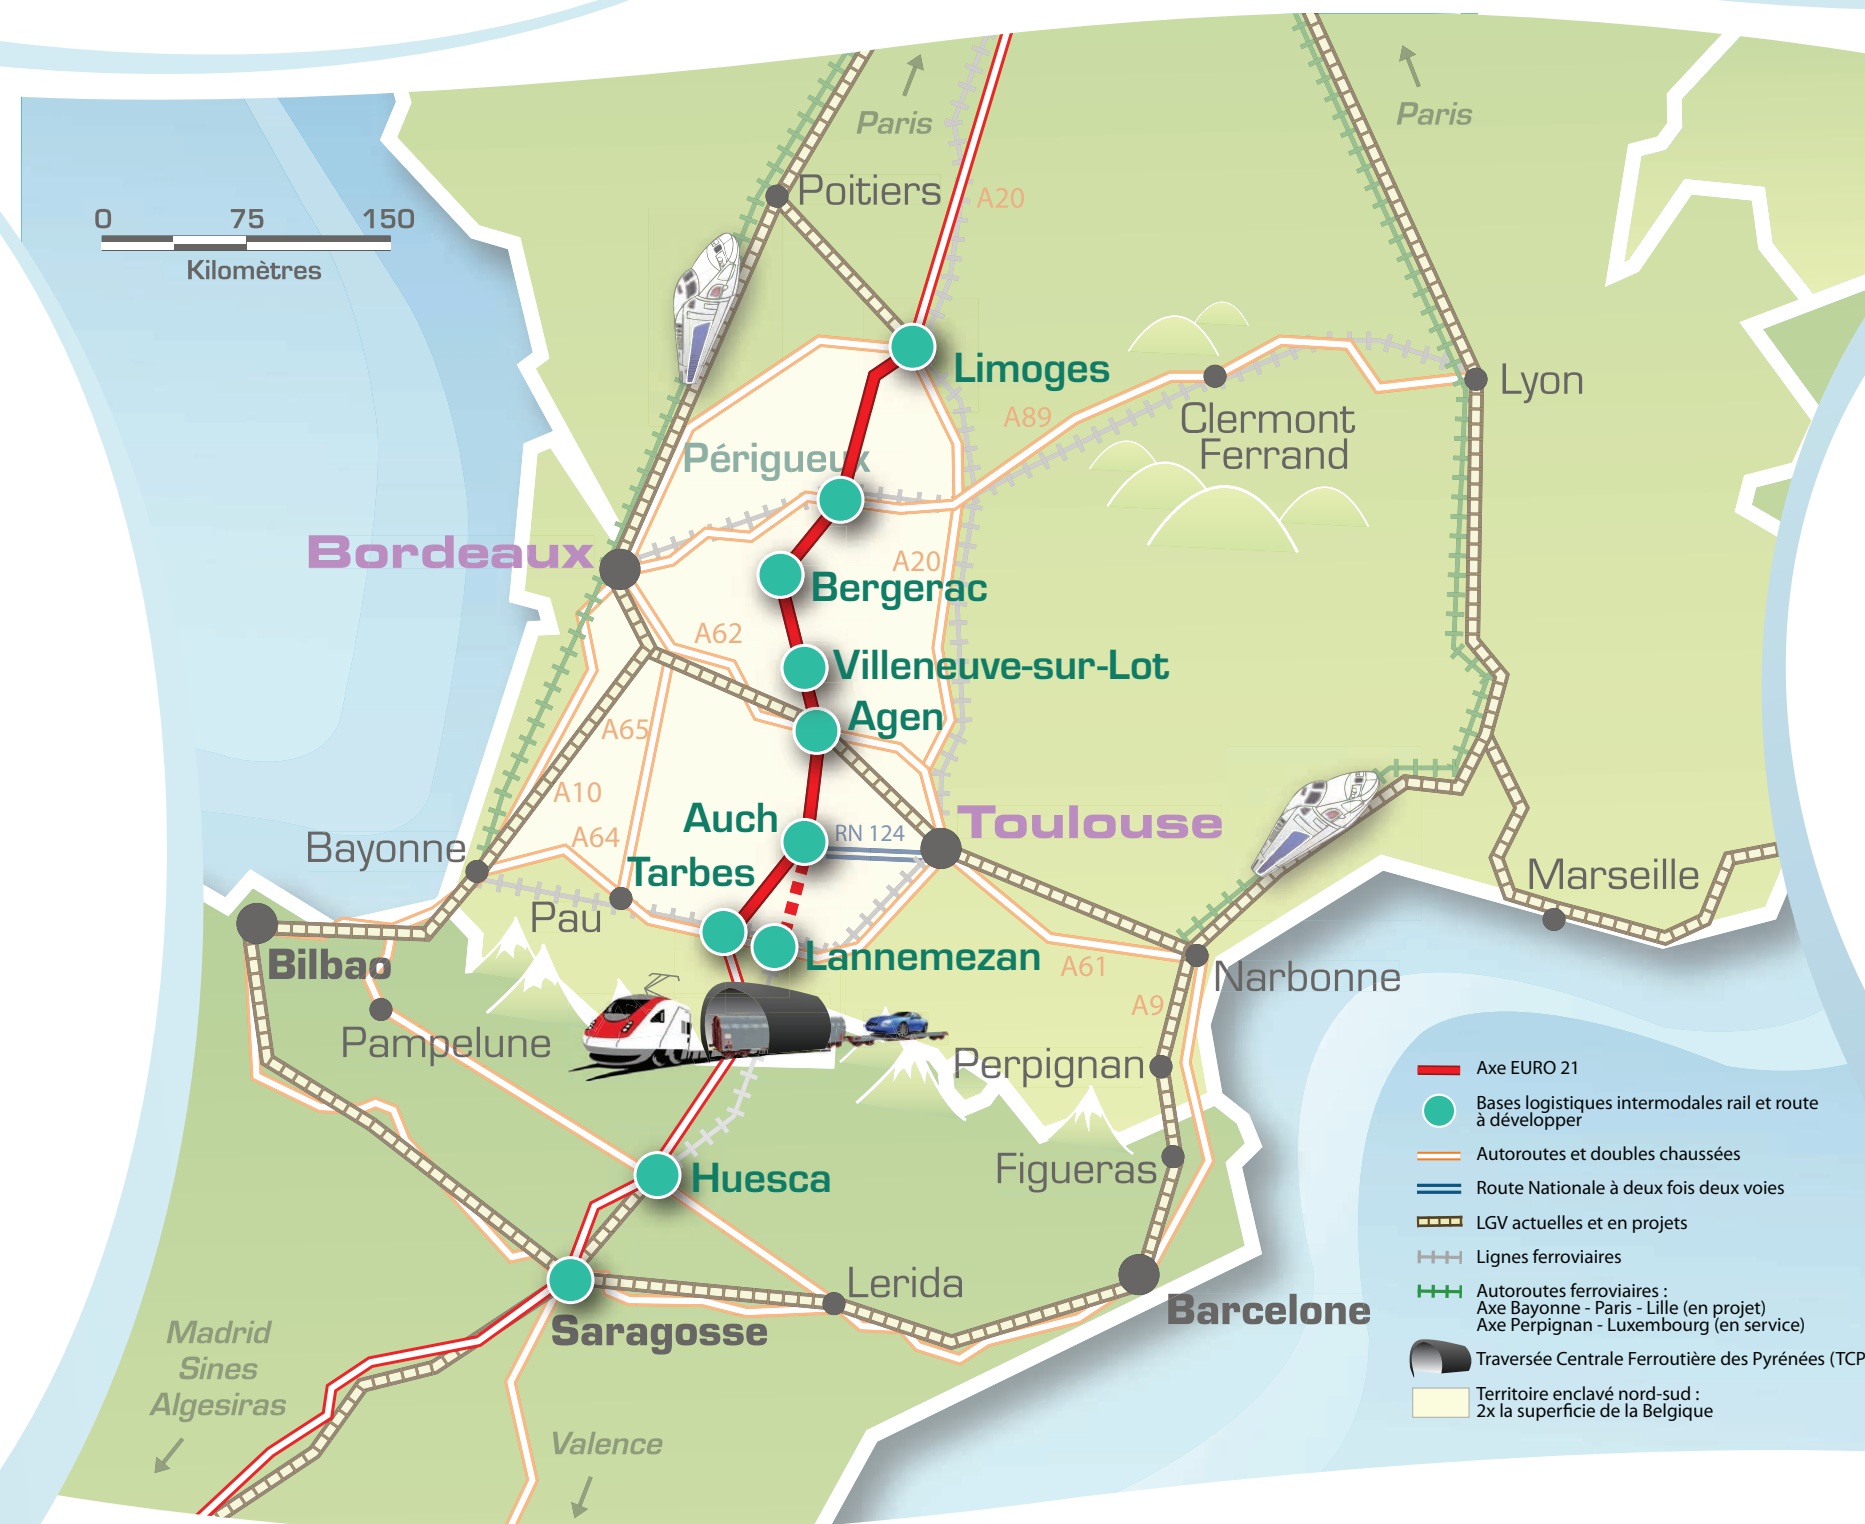 Paris
Paris
Poitiers
A20
0 75 150
Kilomètres
Limoges
Lyon
A89
Clermont
Ferrand
Périgueux
Bordeaux
A20
Bergerac
A62
Villeneuve-sur-Lot
Agen
A65
A10
Auch
RN 124
Toulouse
A64
Bayonne
Tarbes
Marseille
Pau
Lannemezan
Bilbao
A61
Narbonne
A9
Pampelune
Perpignan
Figueras
Huesca
Lerida
Barcelone
Saragosse
Madrid
Sines
Algesiras
Valence
Axe EURO 21
Bases logistiques intermodales rail et route
à développer
Autoroutes et doubles chaussées
Route Nationale à deux fois deux voies
LGV actuelles et en projets
Lignes ferroviaires
Autoroutes ferroviaires :
Axe Bayonne - Paris - Lille (en projet)
Axe Perpignan - Luxembourg (en service)
Traversée Centrale Ferroutière des Pyrénées (TCP
Territoire enclavé nord-sud :
2x la superficie de la Belgique